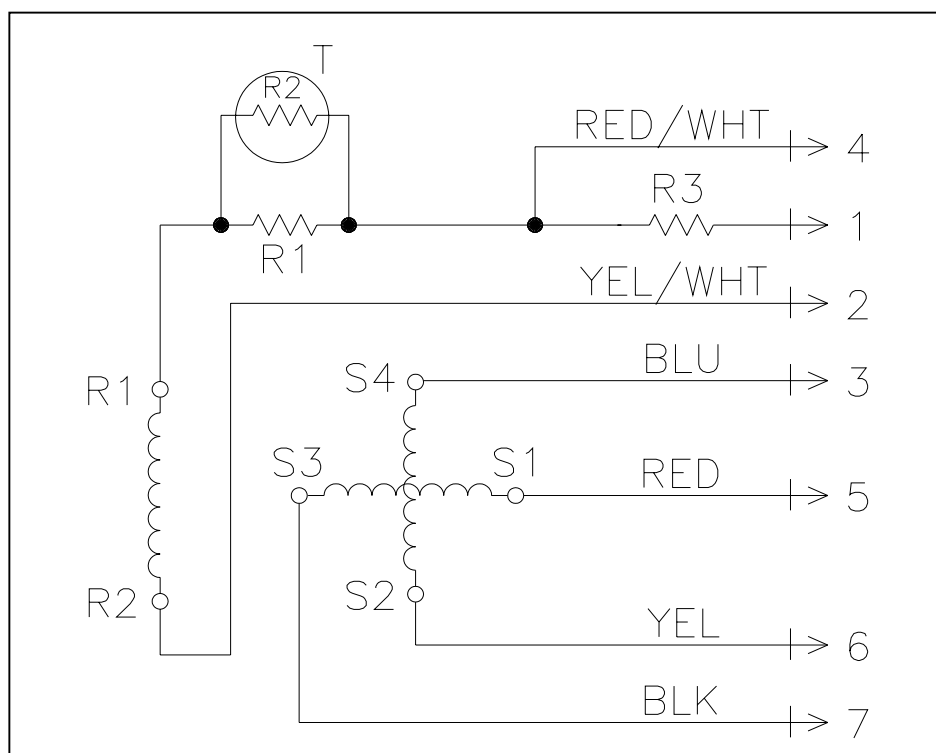 T
R2
RED/WHT
4
R3
1
R1
YEL/WHT
2
BLU
3
S4
R1
S3
S1
RED
5
R2
S2
YEL
6
BLK
7